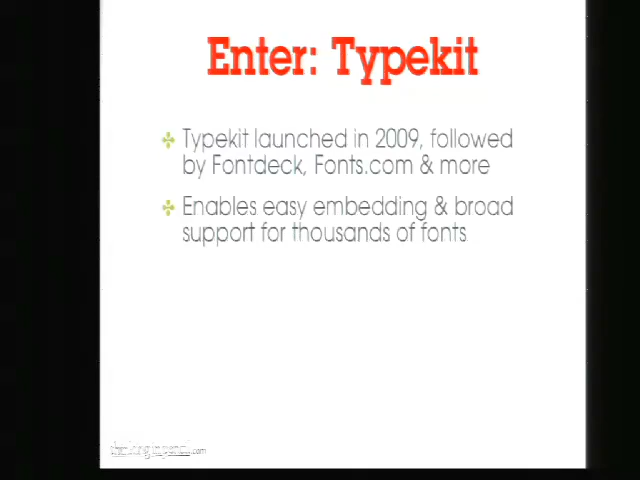 Enter: Typekit
Typekit launched in 2009, followed
by Fontdeck, Fonts.com & more
Enables easy embedding & broad
support for thousands of fonts